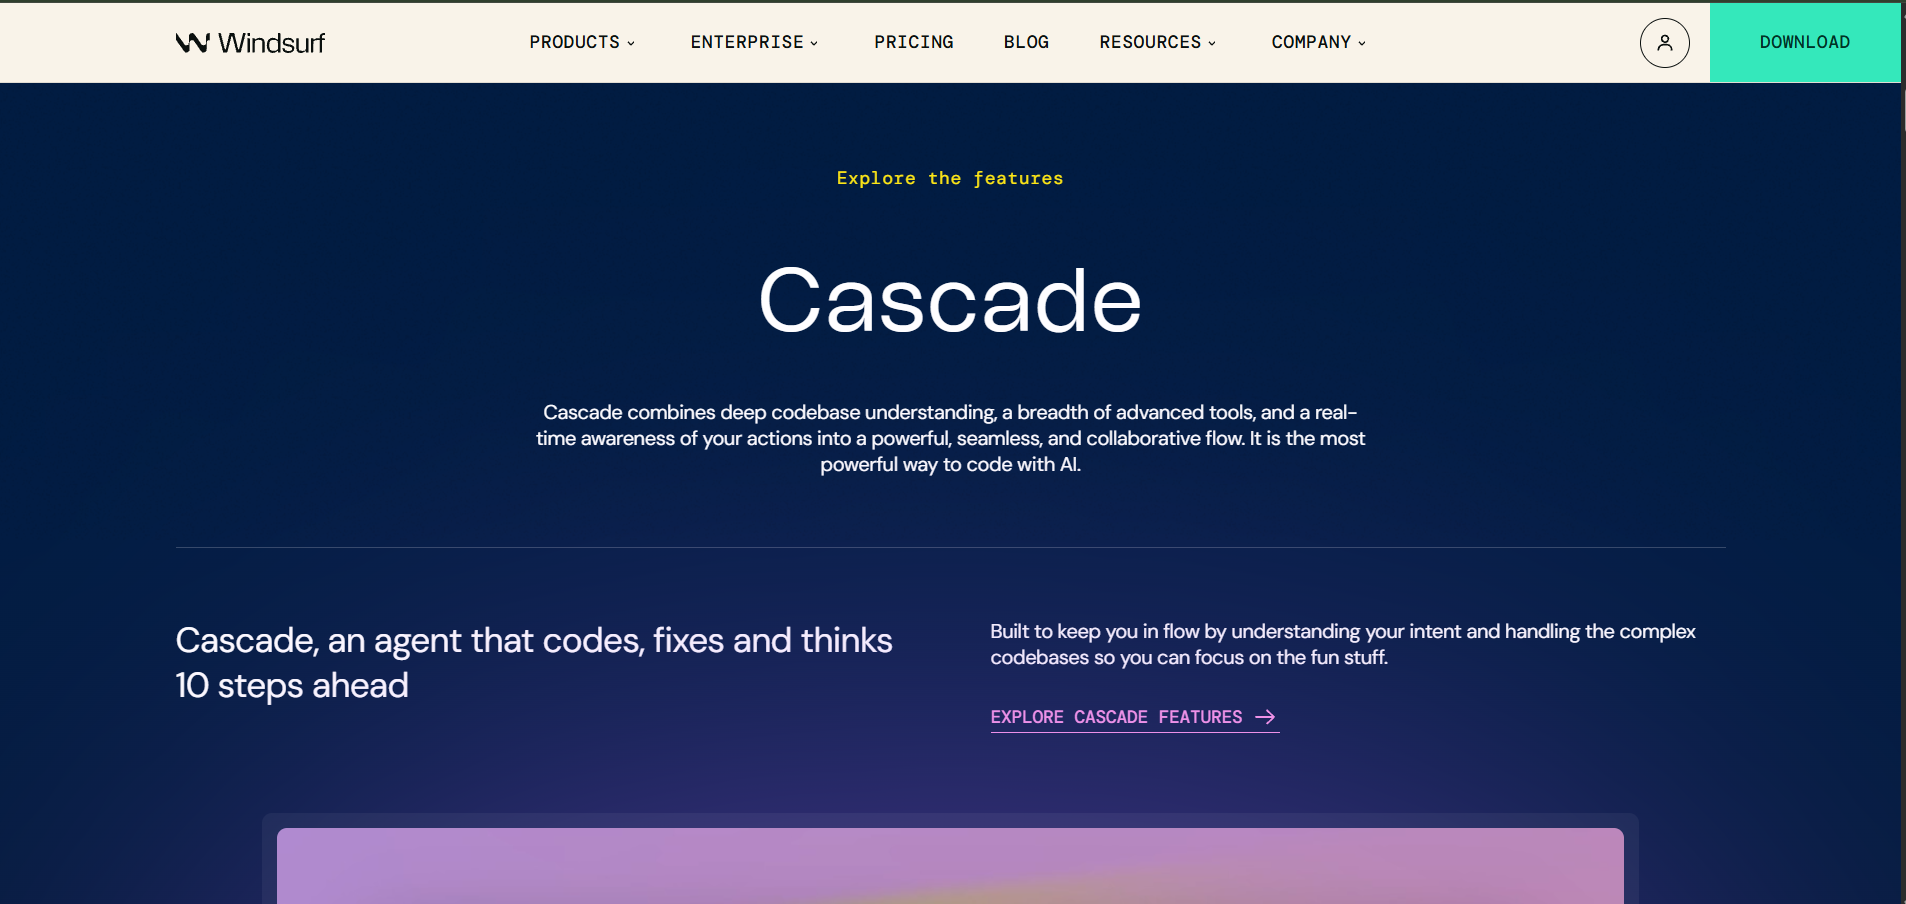 Windsurf
PRODUCTS
ENTERPRISE
PRICING
BLOG
RESOURCES
COMPANY
DOWNLOAD
Explore the features
Cascade
Cascade combines deep codebase understanding, a breadth of advanced tools, and a real-
time awareness of your actions into a powerful, seamless, and collaborative flow. It is the most
powerful way to code with AI.
Cascade, an agent that codes, fixes and thinks
10 steps ahead
Built to keep you in flow by understanding your intent and handling the complex
codebases so you can focus on the fun stuff.
EXPLORE CASCADE FEATURES